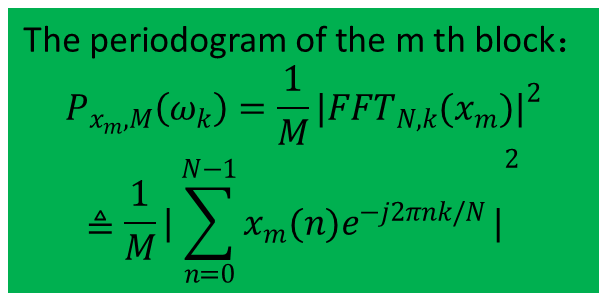 The periodogram of the m th block：
P_{x_m,M}(ω_k) = \frac{1}{M}|FFT_{N,k}(x_m)|^2
≜ \frac{1}{M}|\sum_{n=0}^{N-1} x_m(n)e^{-j2πnk/N}|^2